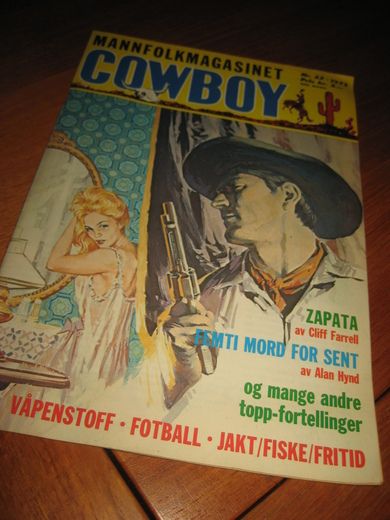 MANNFOLKMAGASINET
COWBOY
Nr.
ZAPATA
av Cliff Farrell
FEMTI MORD FOR SENT
av Alan Hynd
og mange andre
topp-fortellinger
VÅPENSTOFF · FOTBALL · JAKT/FISKE/FRITID